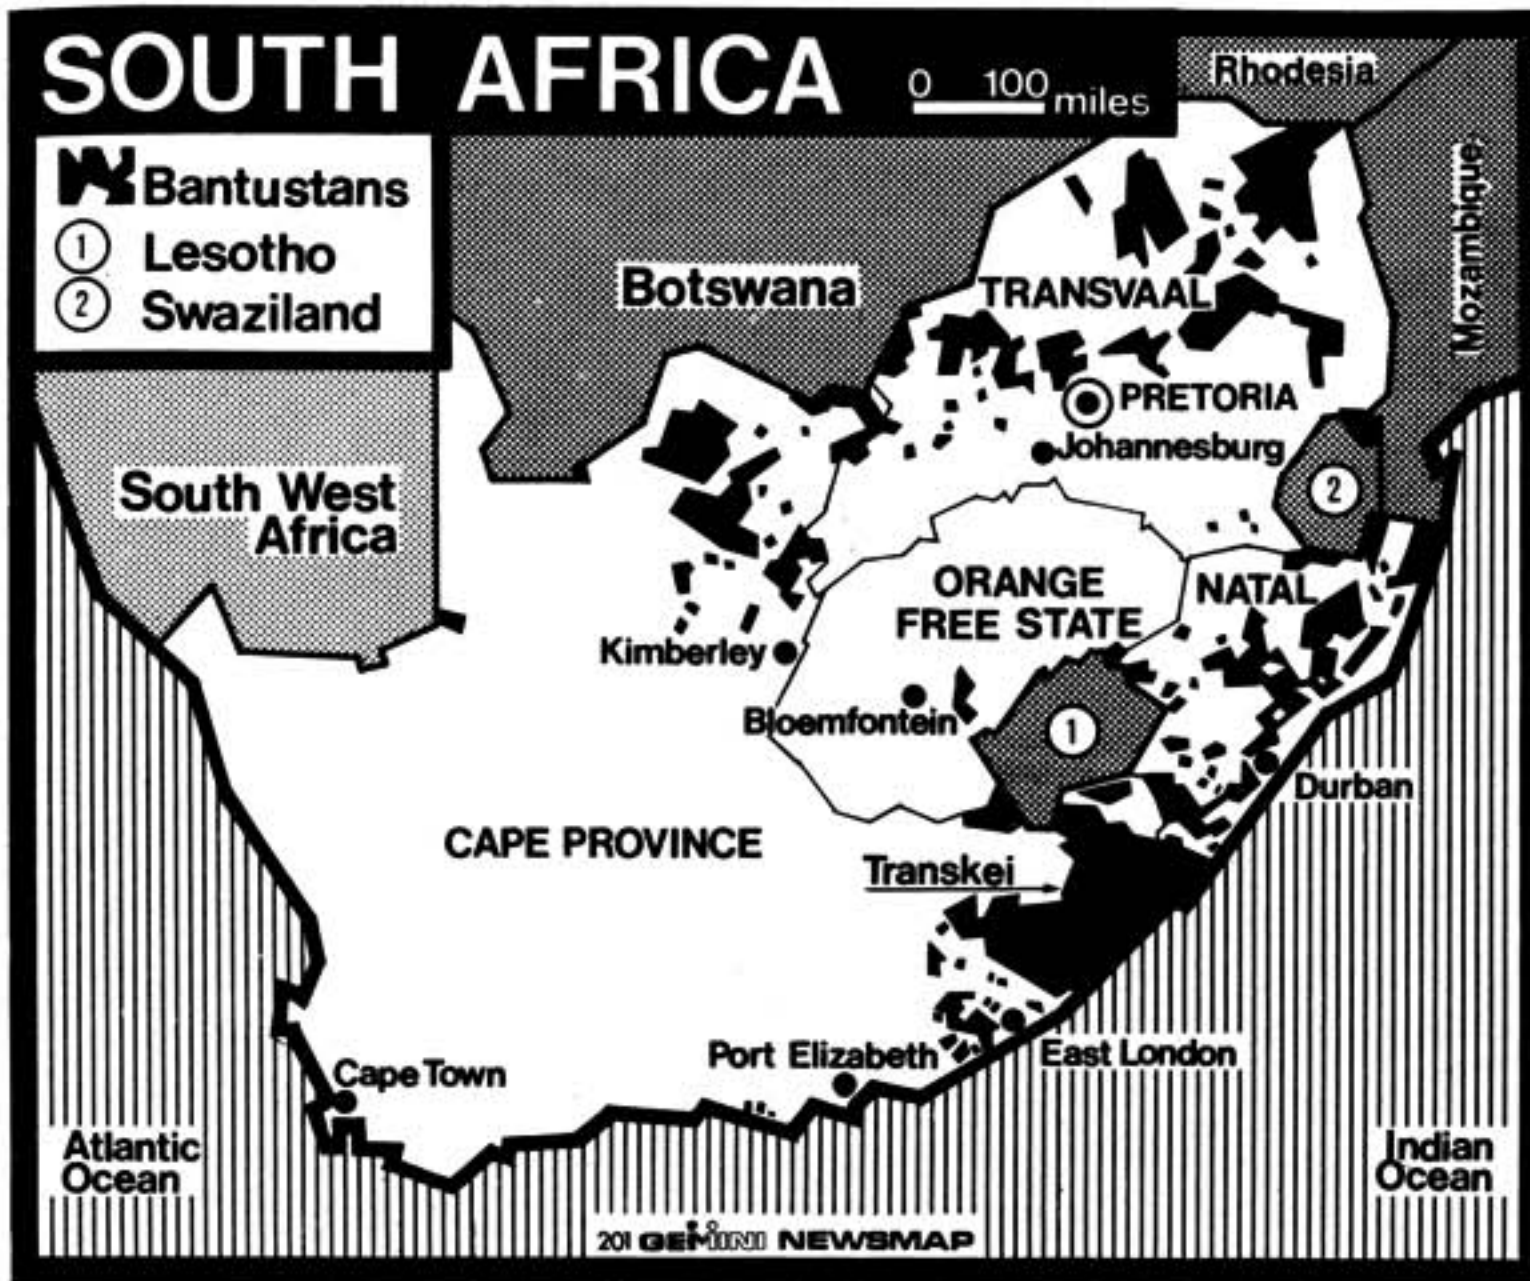 SOUTH AFRICA
0 100 miles
Bantustans
1 Lesotho
2 Swaziland
Rhodesia
Mozambique
Botswana
TRANSVAAL
PRETORIA
Johannesburg
South West
Africa
2
ORANGE
FREE STATE
NATAL
Kimberley
Bloemfontein
1
Durban
CAPE PROVINCE
Transkei
Port Elizabeth
East London
Cape Town
Atlantic
Ocean
Indian
Ocean
201 GEMINI NEWSMAP